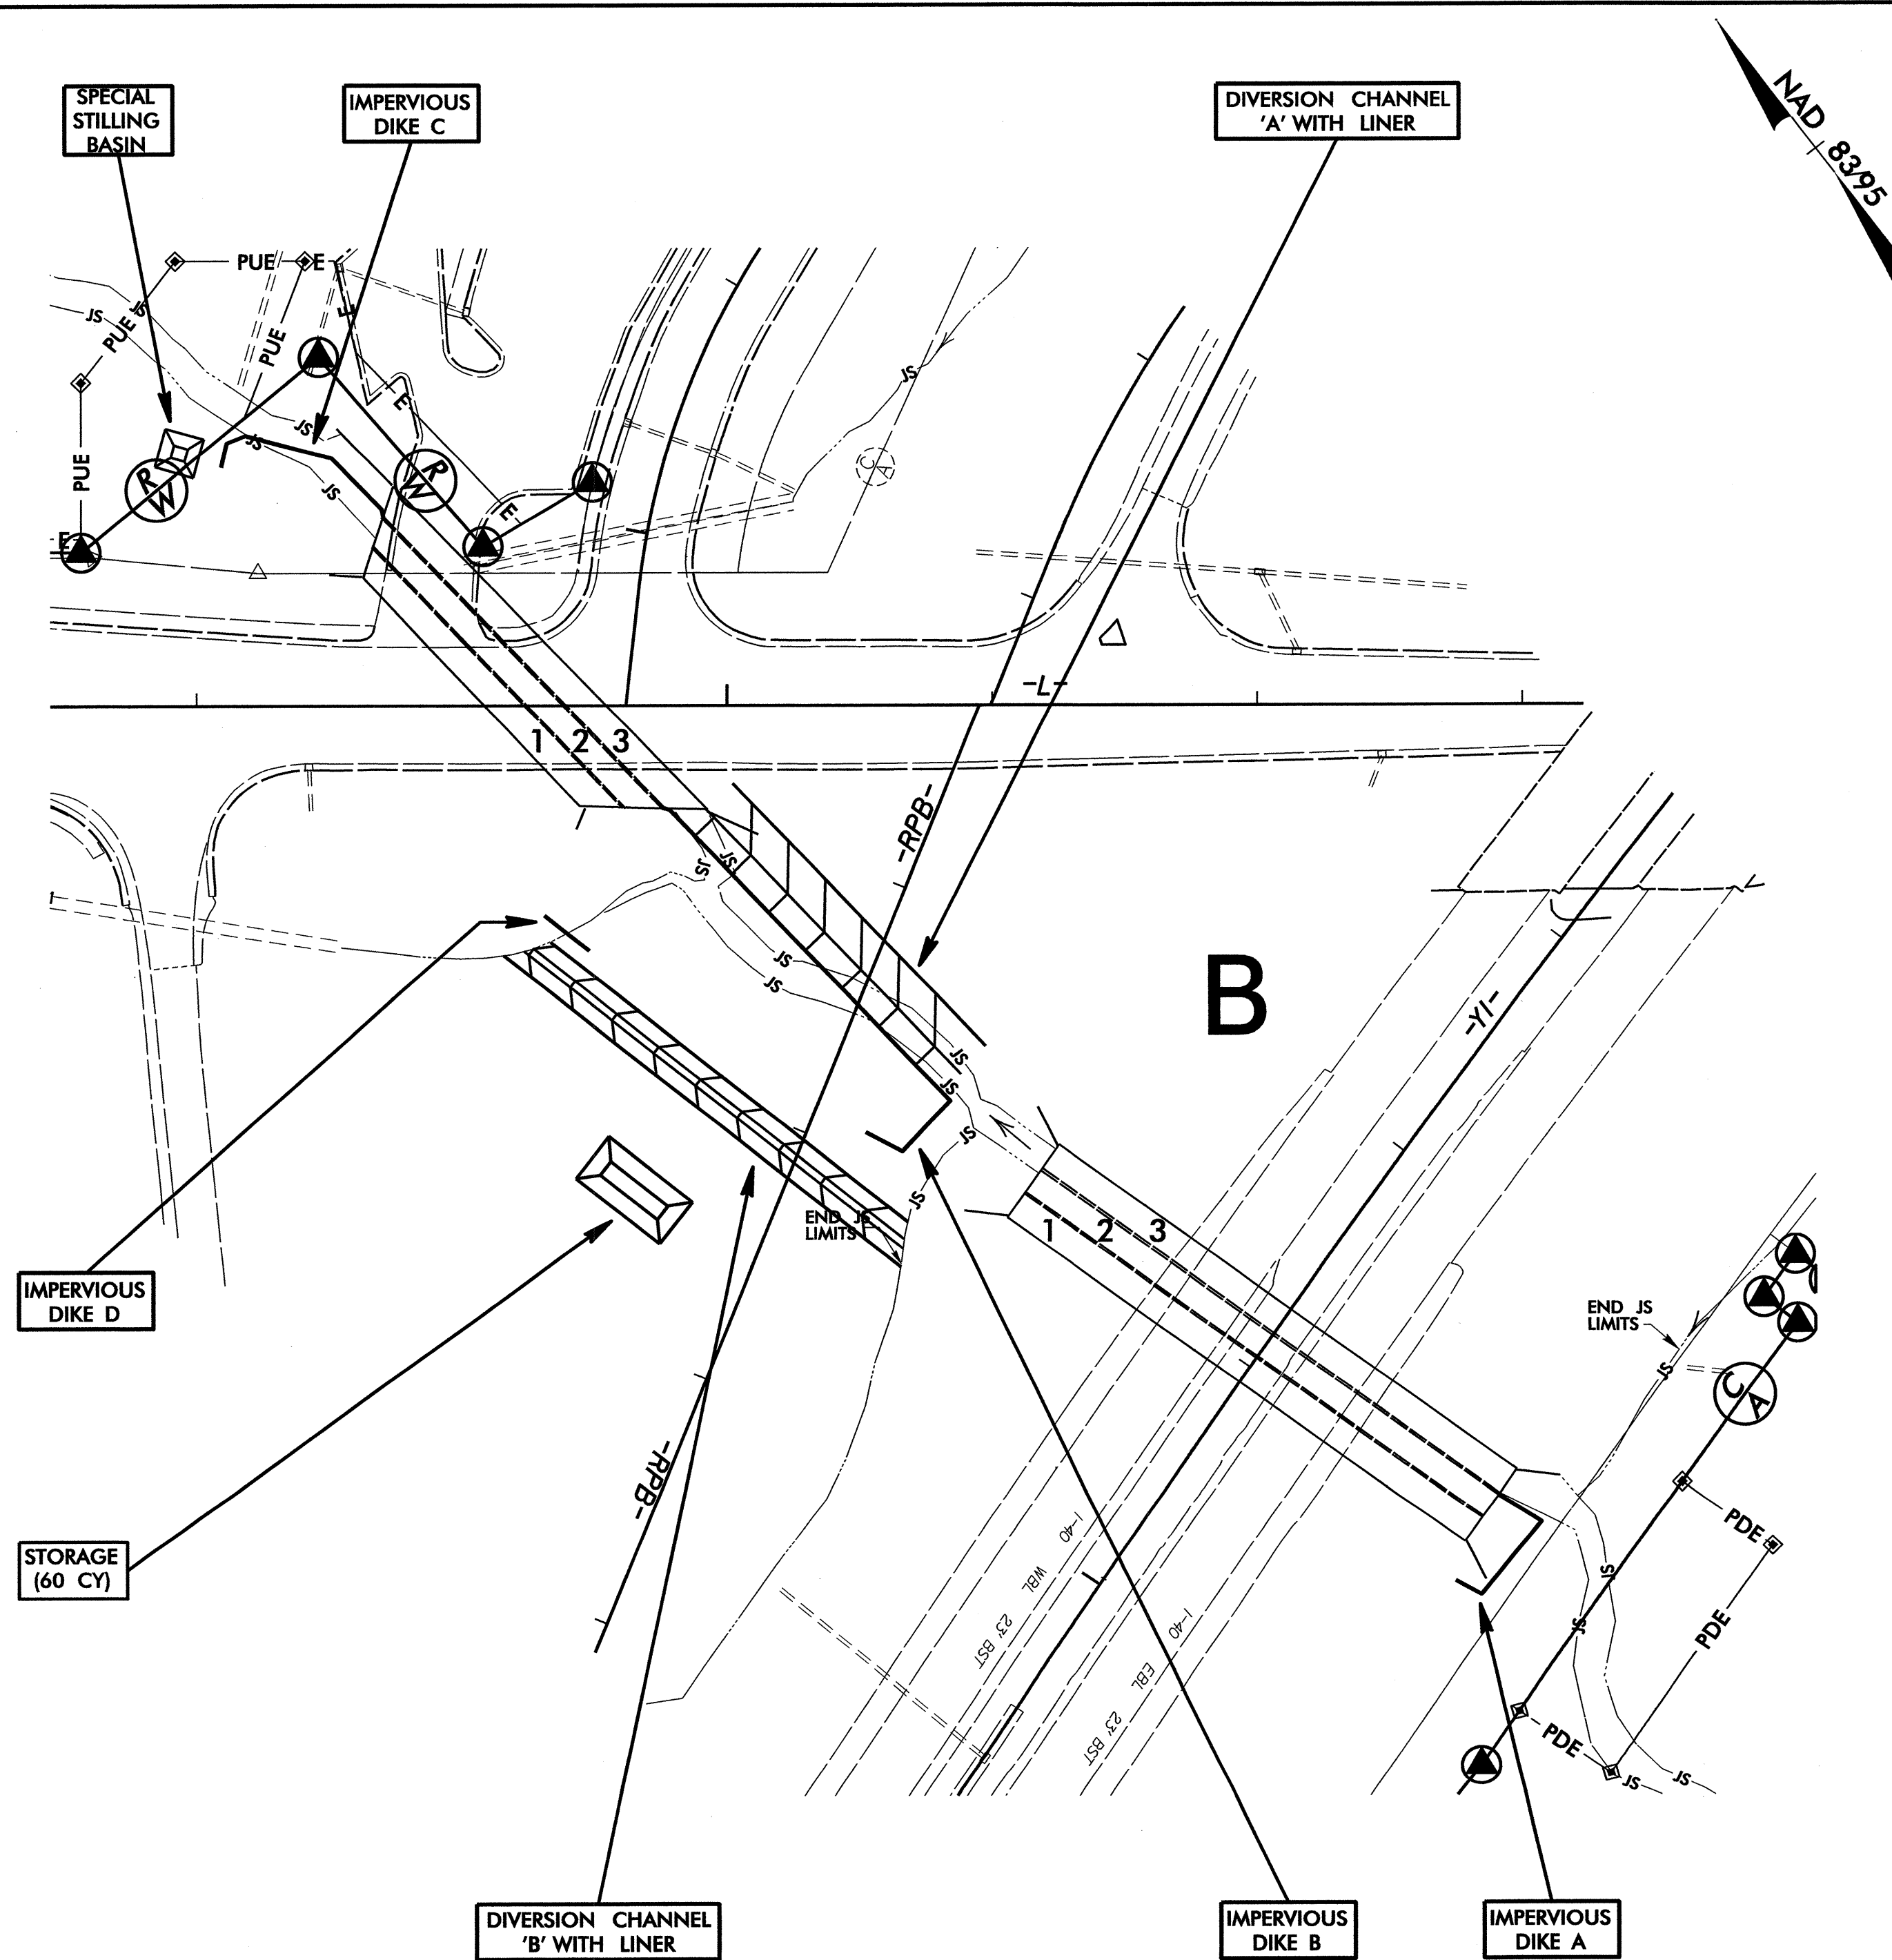 SPECIAL
STILLING
BASIN
IMPERVIOUS
DIKE C
DIVERSION CHANNEL
'A' WITH LINER
NAD 83/95
PUE
E
JS
JS
PUE
PUE
E
JS
E
JS
JS
PUE
R/W
R/W
JS
C/A
E
E
-L-
1 2 3
-RPB-
JS
JS
JS
JS
B
-Y1-
JS
JS
JS
JS
END JS
LIMITS
1 2 3
IMPERVIOUS
DIKE D
END JS
LIMITS
JS
C/A
-RPB-
PDE
STORAGE
(60 CY)
I-40
WBL
23' BST
I-40
EBL
23' BST
JS
JS
PDE
PDE
JS
JS
DIVERSION CHANNEL
'B' WITH LINER
IMPERVIOUS
DIKE B
IMPERVIOUS
DIKE A